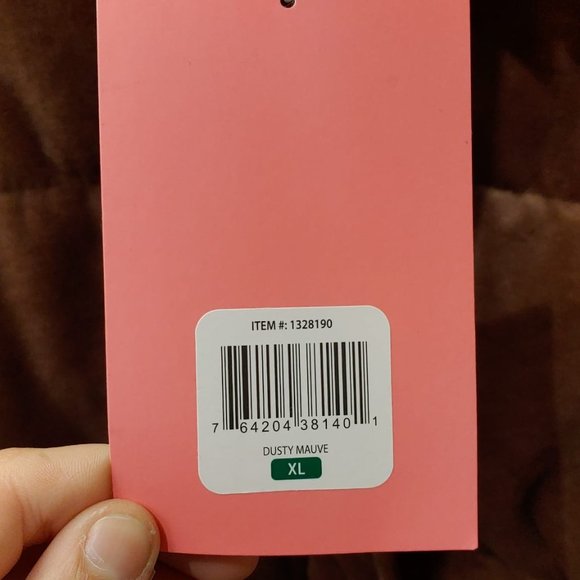 ITEM #: 1328190
7 64204 38140 1
DUSTY MAUVE
XL